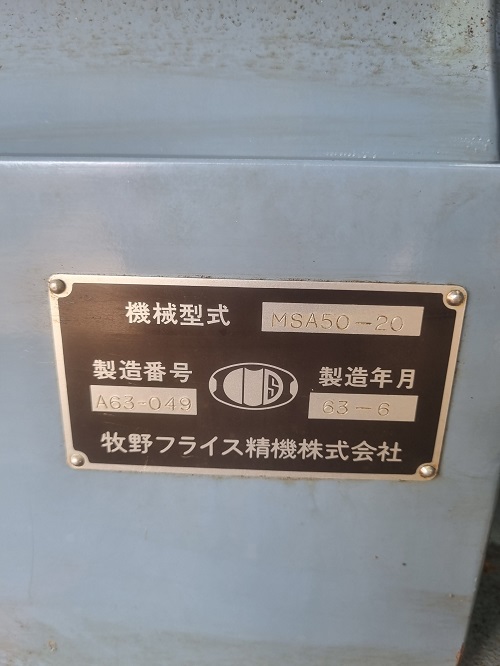 機械型式 MSA50-20
製造番号 製造年月
A63-049 63-6
牧野フライス精機株式会社